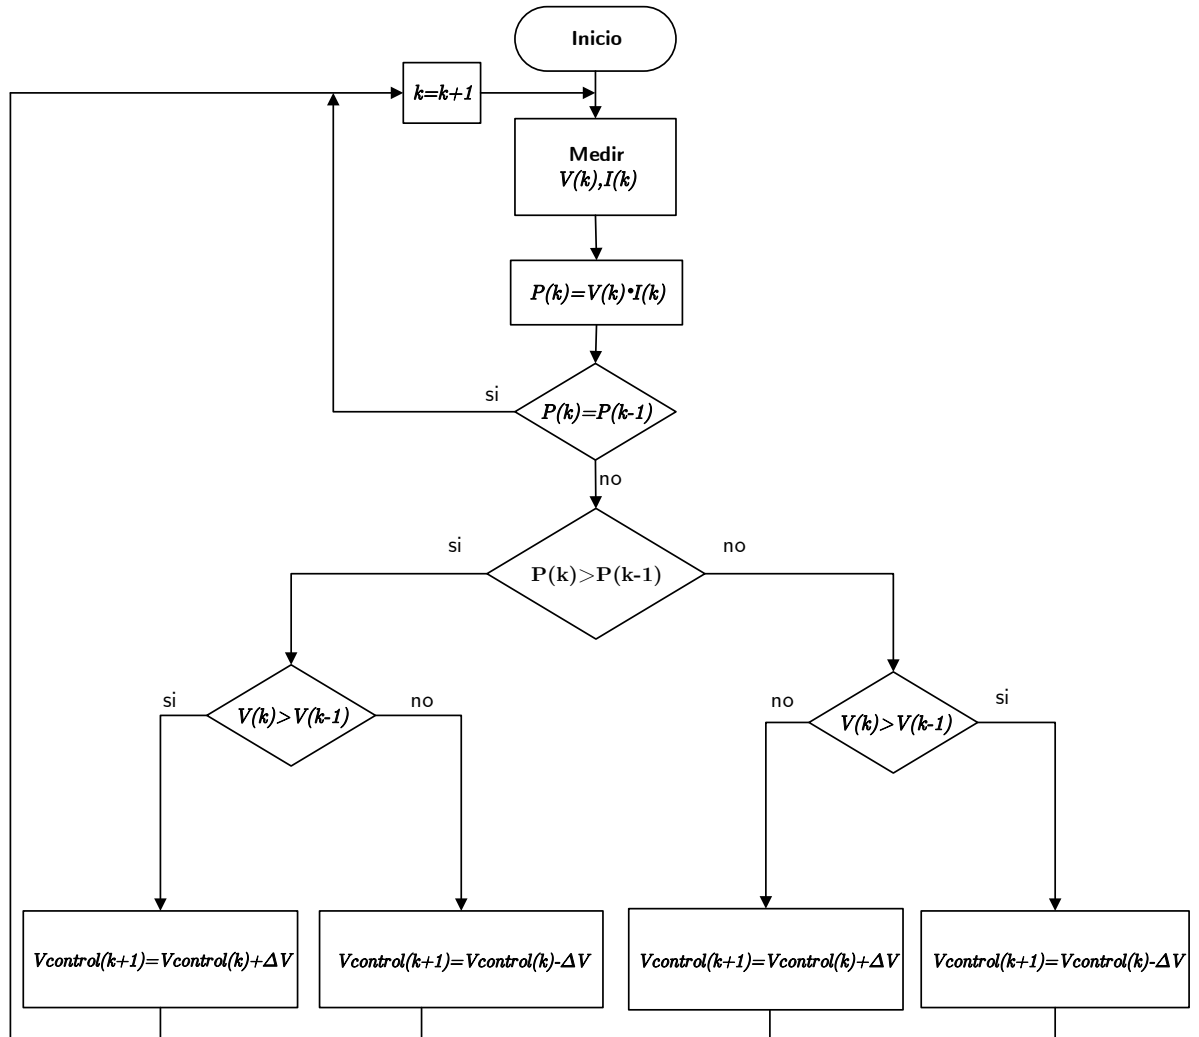 Inicio
k=k+1
Medir
V(k),I(k)
P(k)=V(k)•I(k)
si
P(k)=P(k-1)
no
si
no
P(k)>P(k-1)
si
no
V(k)>V(k-1)
no
si
V(k)>V(k-1)
Vcontrol(k+1)=Vcontrol(k)+ΔV
Vcontrol(k+1)=Vcontrol(k)-ΔV
Vcontrol(k+1)=Vcontrol(k)+ΔV
Vcontrol(k+1)=Vcontrol(k)-ΔV